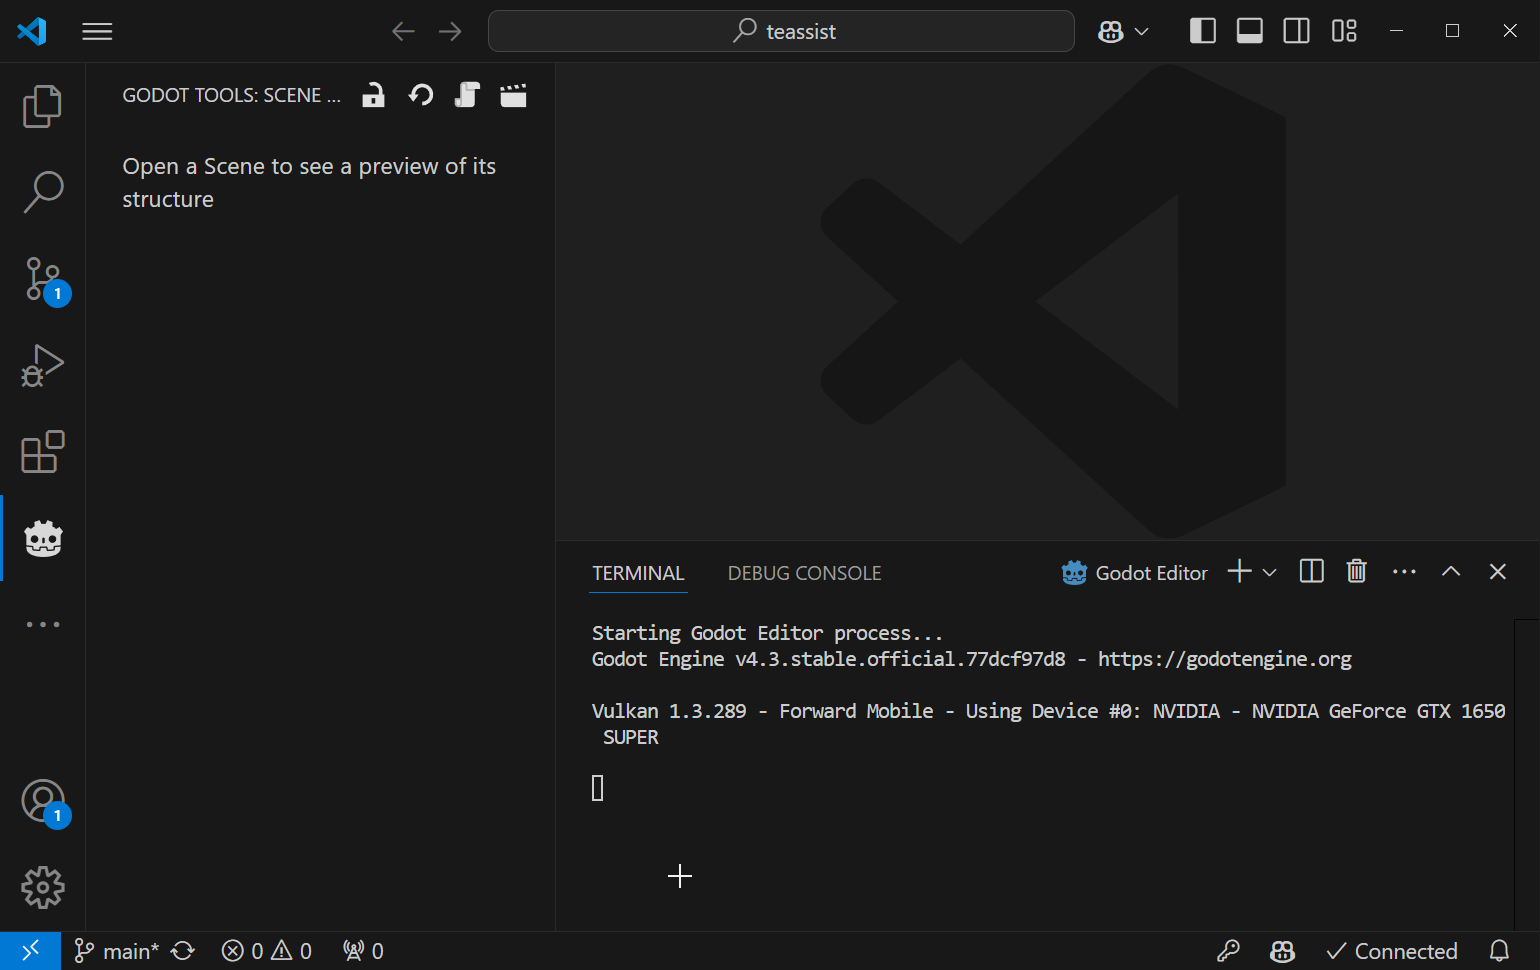 teassist
GODOT TOOLS: SCENE ...
Open a Scene to see a preview of its
structure
1
1
TERMINAL
DEBUG CONSOLE
Godot Editor
Starting Godot Editor process...
Godot Engine v4.3.stable.official.77dcf97d8 - https://godotengine.org
Vulkan 1.3.289 - Forward Mobile - Using Device #0: NVIDIA - NVIDIA GeForce GTX 1650
SUPER
main* 0 0 0 Connected